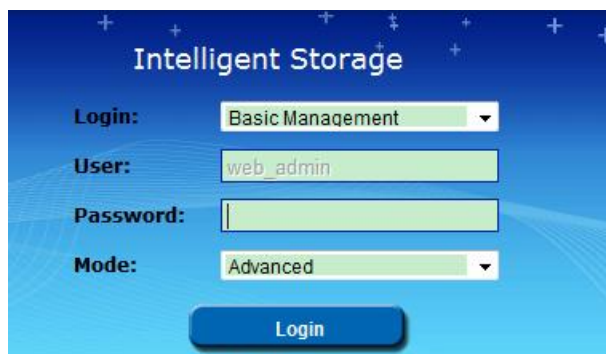 Intelligent Storage
Login: Basic Management
User: web_admin
Password:
Mode: Advanced
Login